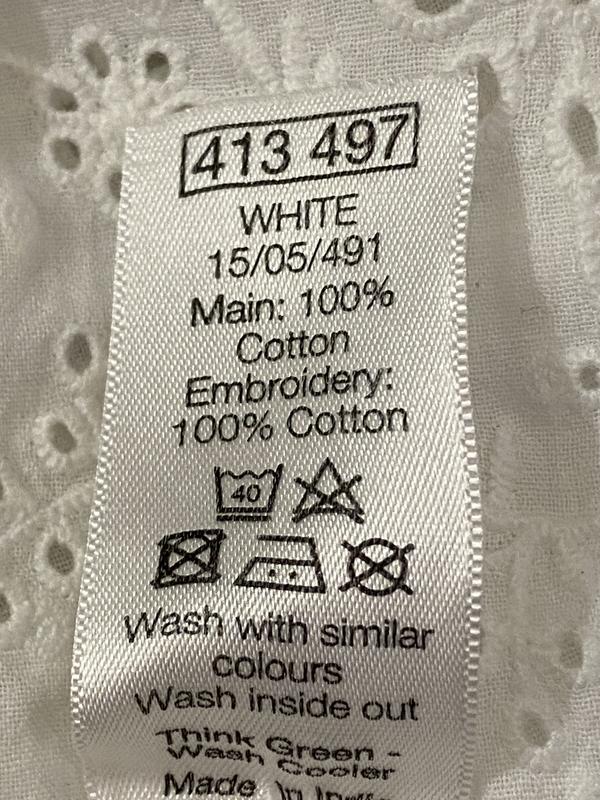 413 497
WHITE
15/05/491
Main: 100%
Cotton
Embroidery:
100% Cotton
40
Wash with similar
colours
Wash inside out
Think Green -
Wash Cooler
Made In